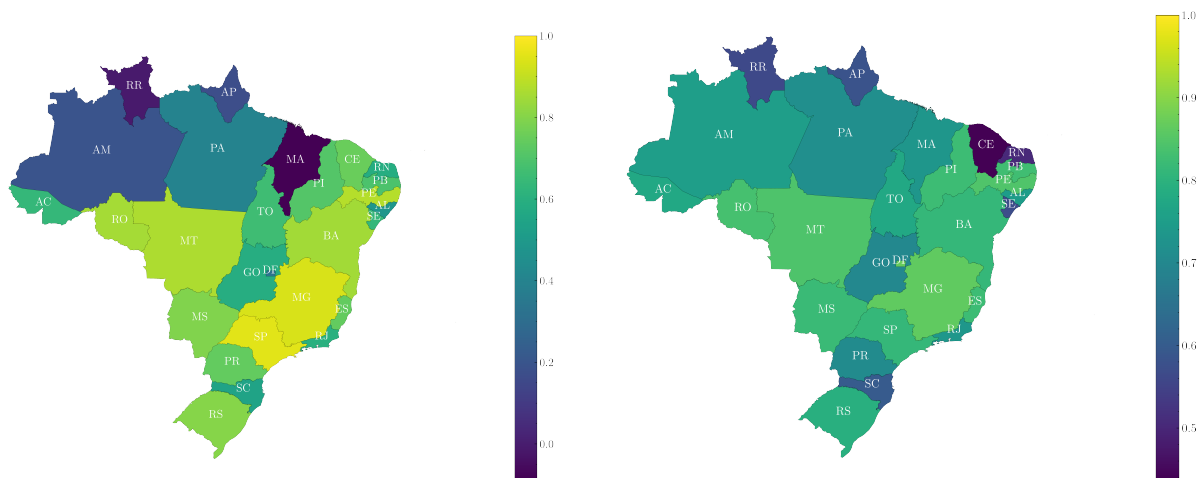 RR
AP
AM
PA
MA
CE
RN
PB
PI
PE
AL
SE
AC
TO
RO
BA
MT
GO
DF
MG
MS
ES
SP
RJ
PR
SC
RS
1.0
0.8
0.6
0.4
0.2
0.0
RR
AP
AM
PA
MA
CE
RN
PB
PI
PE
AL
SE
AC
TO
RO
BA
MT
GO
DF
MG
MS
ES
SP
RJ
PR
SC
RS
1.0
0.9
0.8
0.7
0.6
0.5